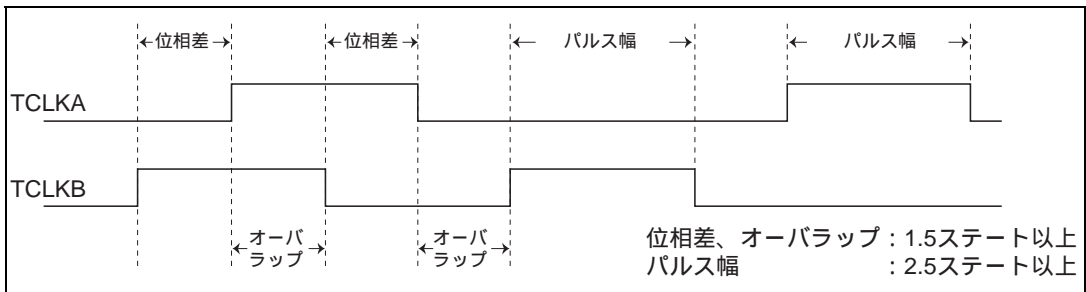 位相差 位相差 パルス幅 パルス幅
TCLKA
TCLKB
オーバ
ラップ
オーバ
ラップ
位相差、オーバラップ：1.5ステート以上
パルス幅　　　　　　：2.5ステート以上